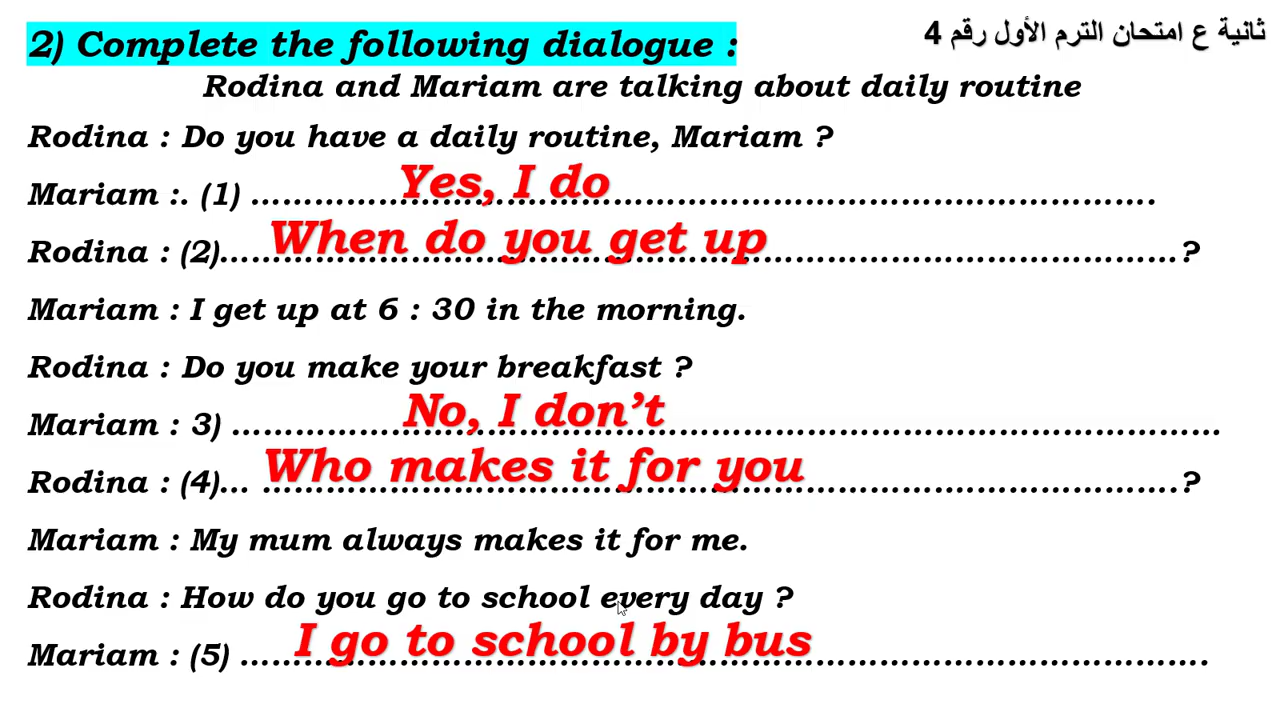 ثانية ع امتحان الترم الأول رقم 4
2) Complete the following dialogue :
Rodina and Mariam are talking about daily routine
Rodina : Do you have a daily routine, Mariam ?
Mariam :. (1) ........................Yes, I do........................
Rodina : (2)........................When do you get up........................?
Mariam : I get up at 6 : 30 in the morning.
Rodina : Do you make your breakfast ?
Mariam : 3) ........................No, I don’t........................
Rodina : (4)... ........................Who makes it for you........................?
Mariam : My mum always makes it for me.
Rodina : How do you go to school every day ?
Mariam : (5) ........................I go to school by bus........................